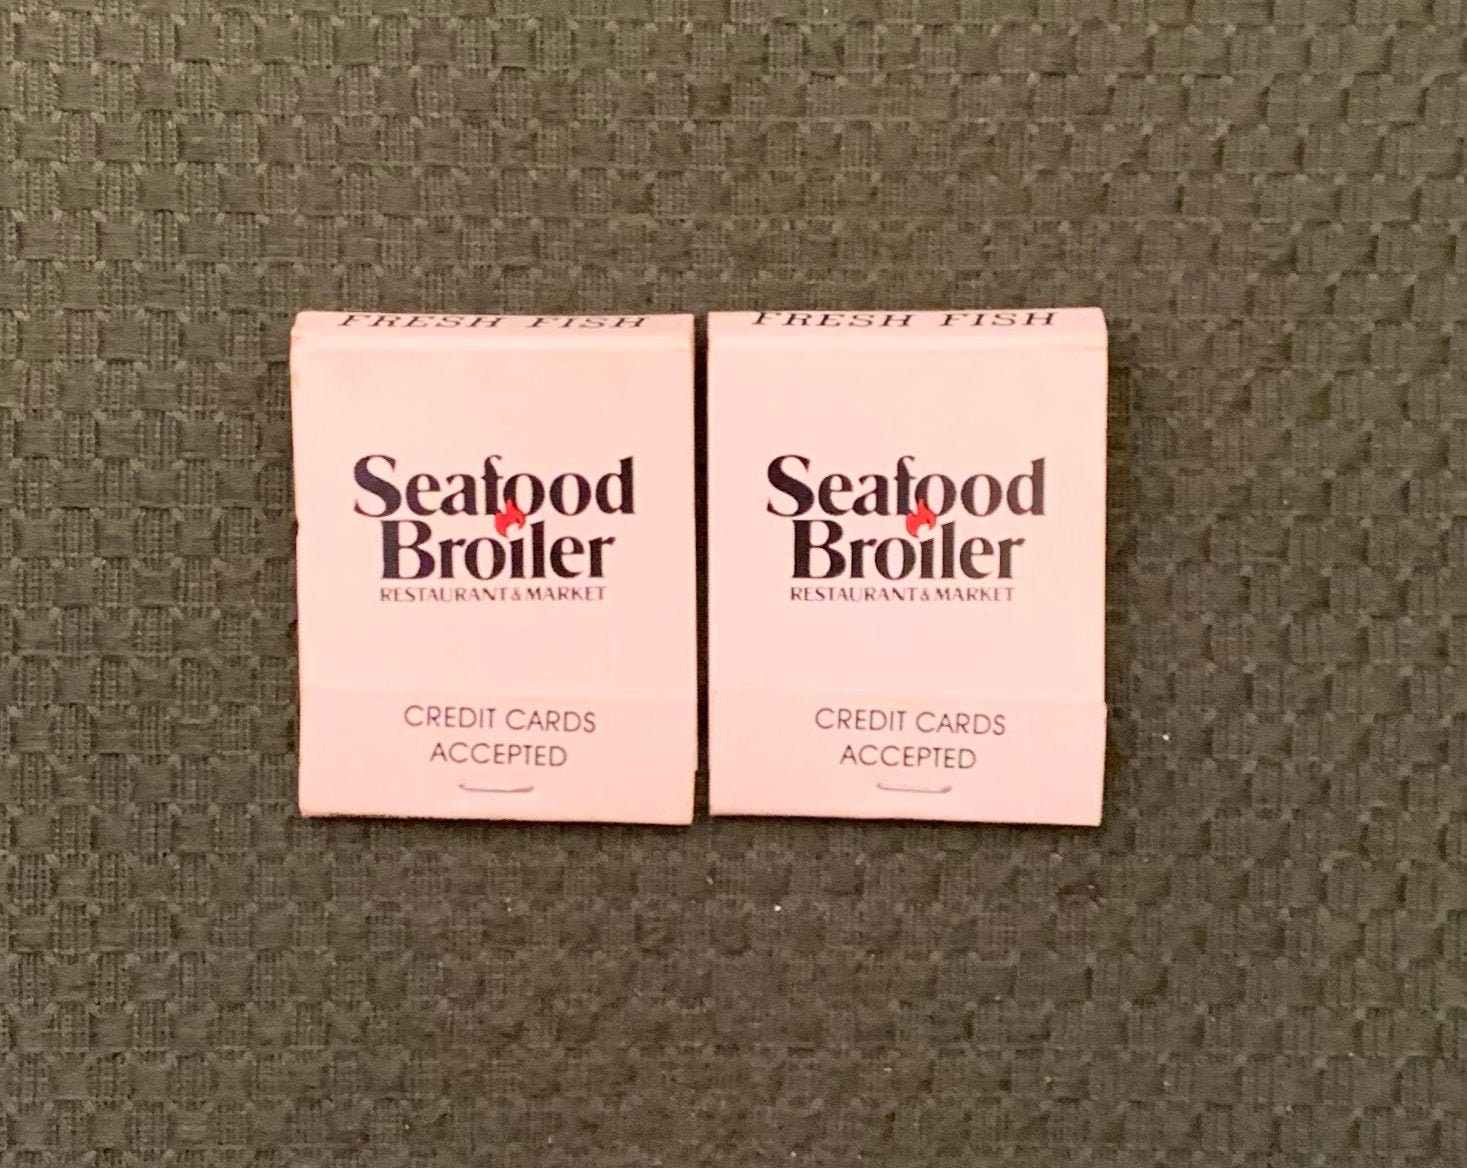 FRESH FISH
Seafood
Broiler
RESTAURANT & MARKET
CREDIT CARDS
ACCEPTED
FRESH FISH
Seafood
Broiler
RESTAURANT & MARKET
CREDIT CARDS
ACCEPTED